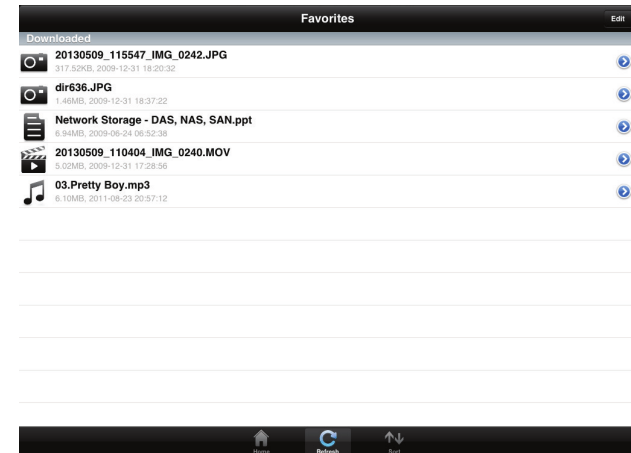 Favorites
Edit
Downloaded
20130509_115547_IMG_0242.JPG
317.52KB, 2009-12-31 18:20:32
dir636.JPG
1.46MB, 2009-12-31 18:37:22
Network Storage - DAS, NAS, SAN.ppt
6.94MB, 2009-06-24 06:52:38
20130509_110404_IMG_0240.MOV
5.02MB, 2009-12-31 17:28:56
03.Pretty Boy.mp3
6.10MB, 2011-08-23 20:57:12
Home Refresh Sort